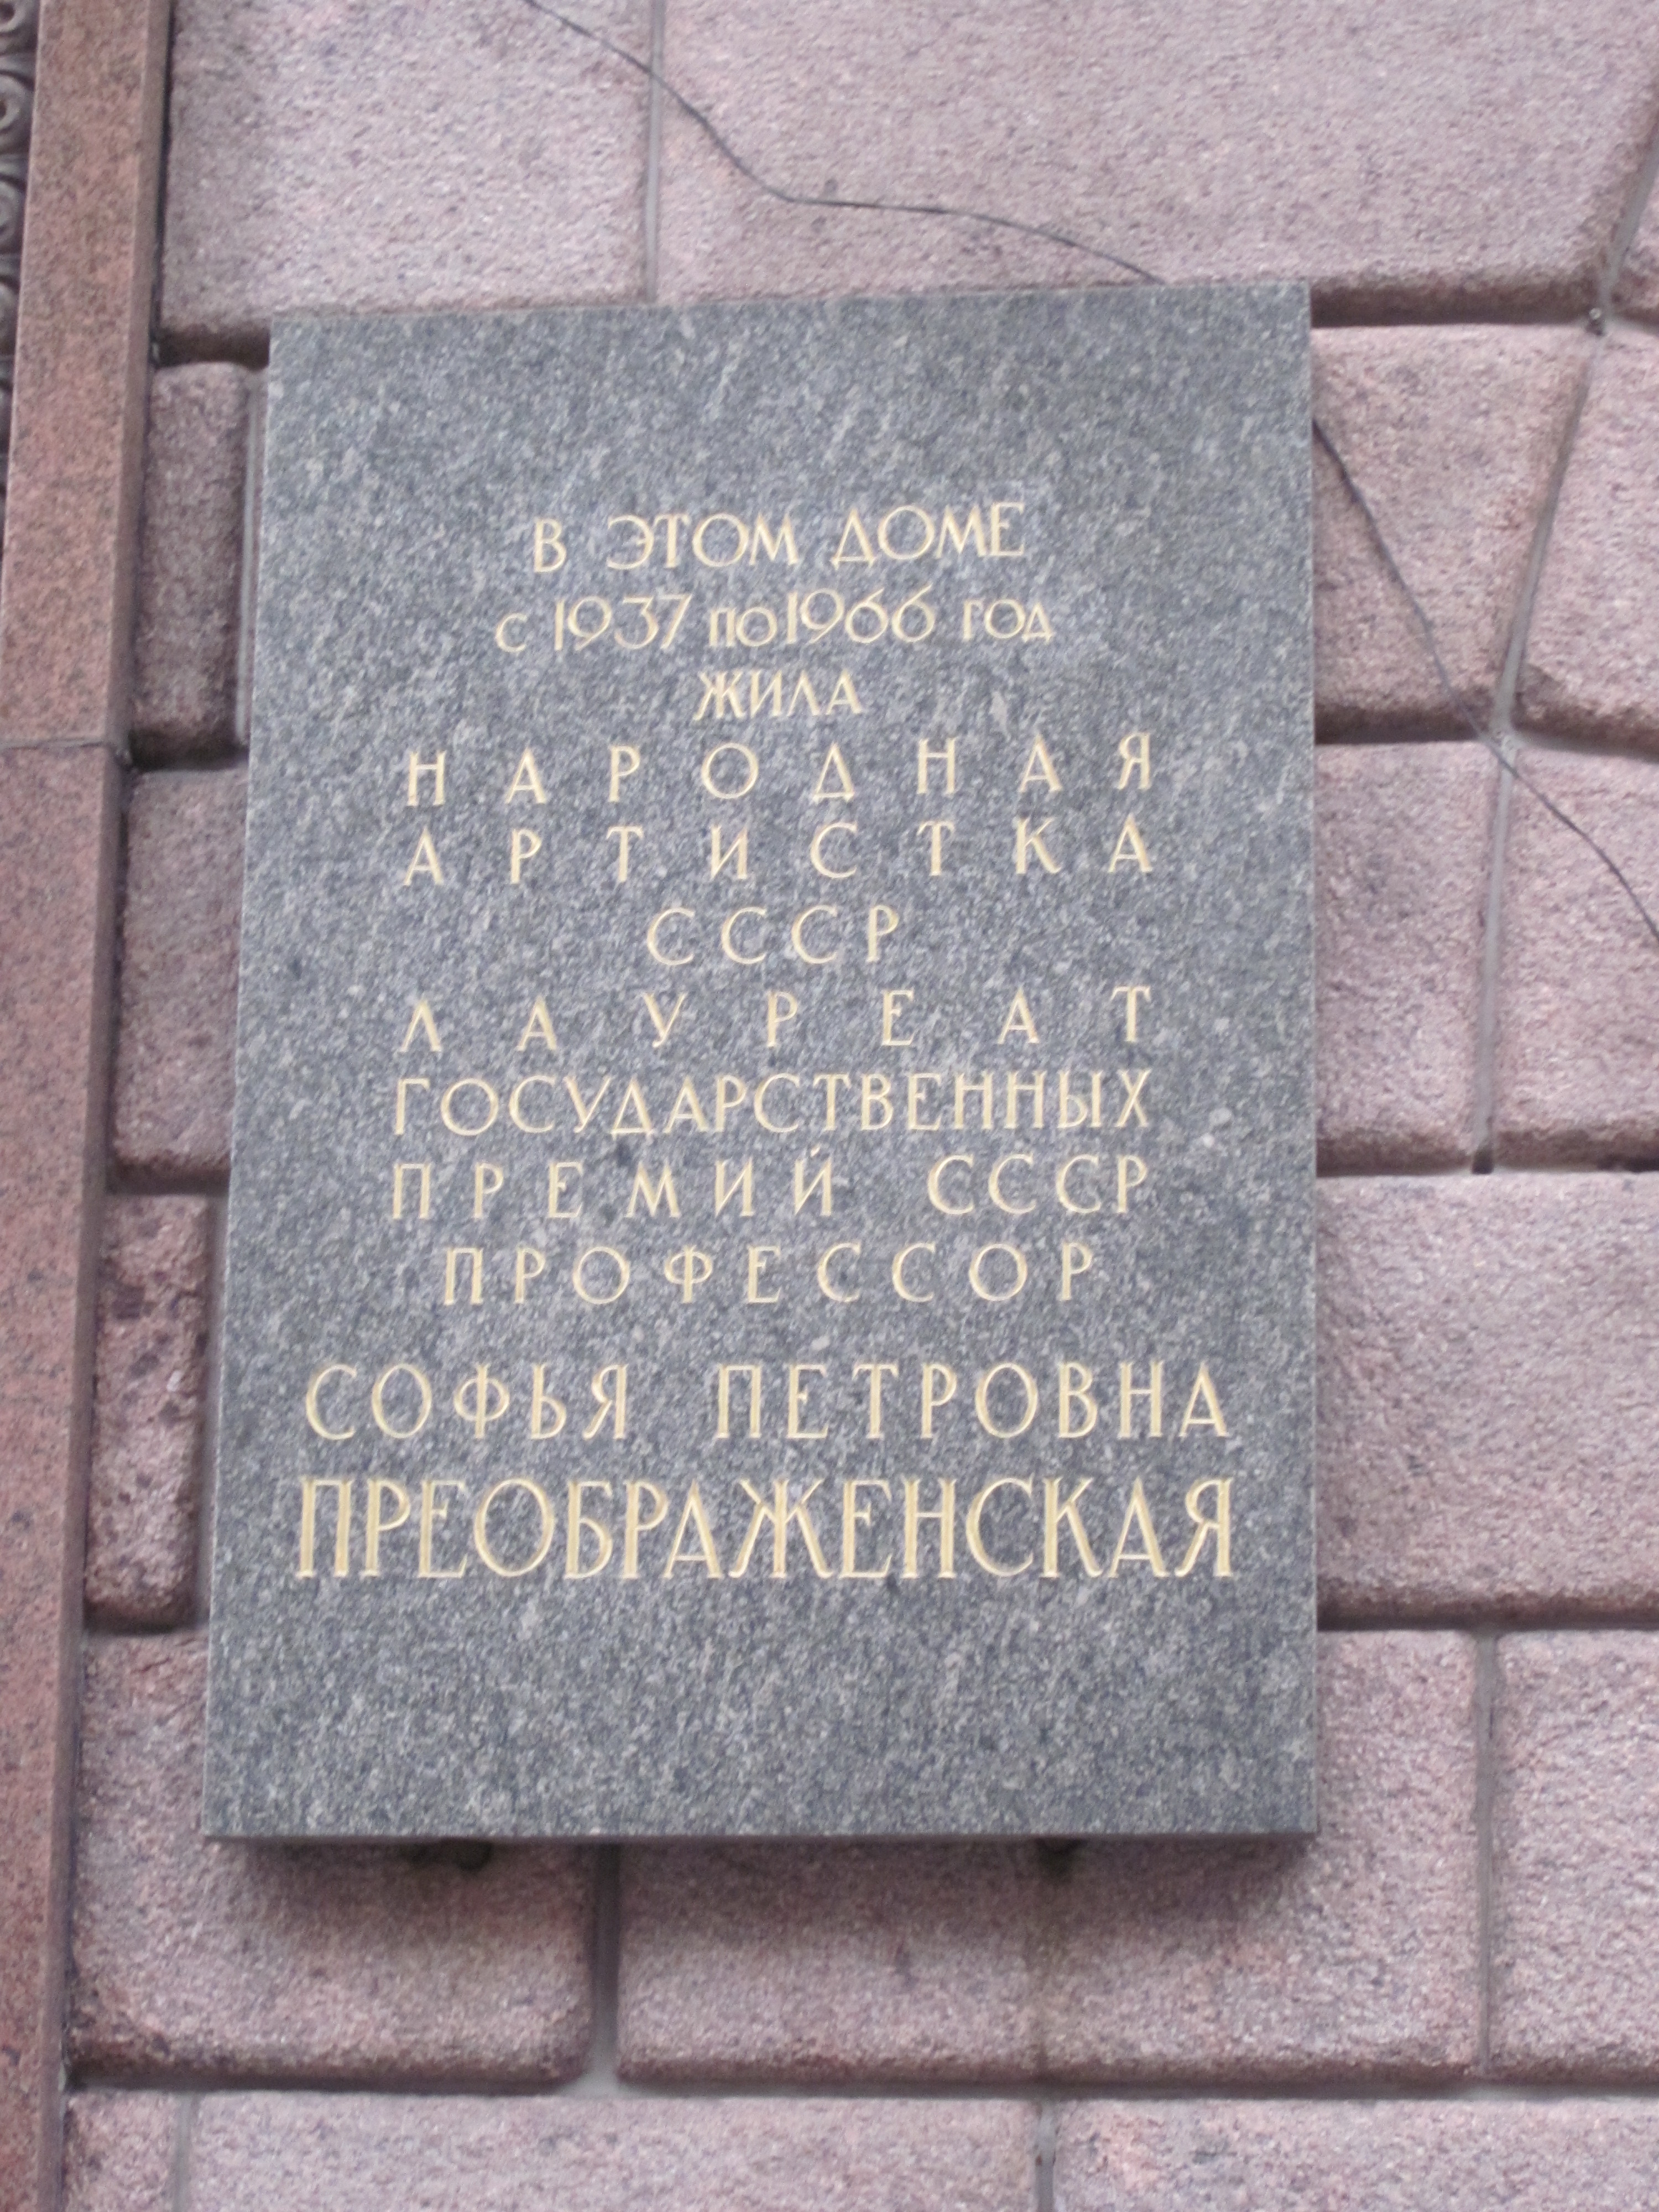 В ЭТОМ ДОМЕ
с 1937 по 1966 год
ЖИЛА
НАРОДНАЯ
АРТИСТКА
СССР
ЛАУРЕАТ
ГОСУДАРСТВЕННЫХ
ПРЕМИЙ СССР
ПРОФЕССОР
СОФЬЯ ПЕТРОВНА
ПРЕОБРАЖЕНСКАЯ